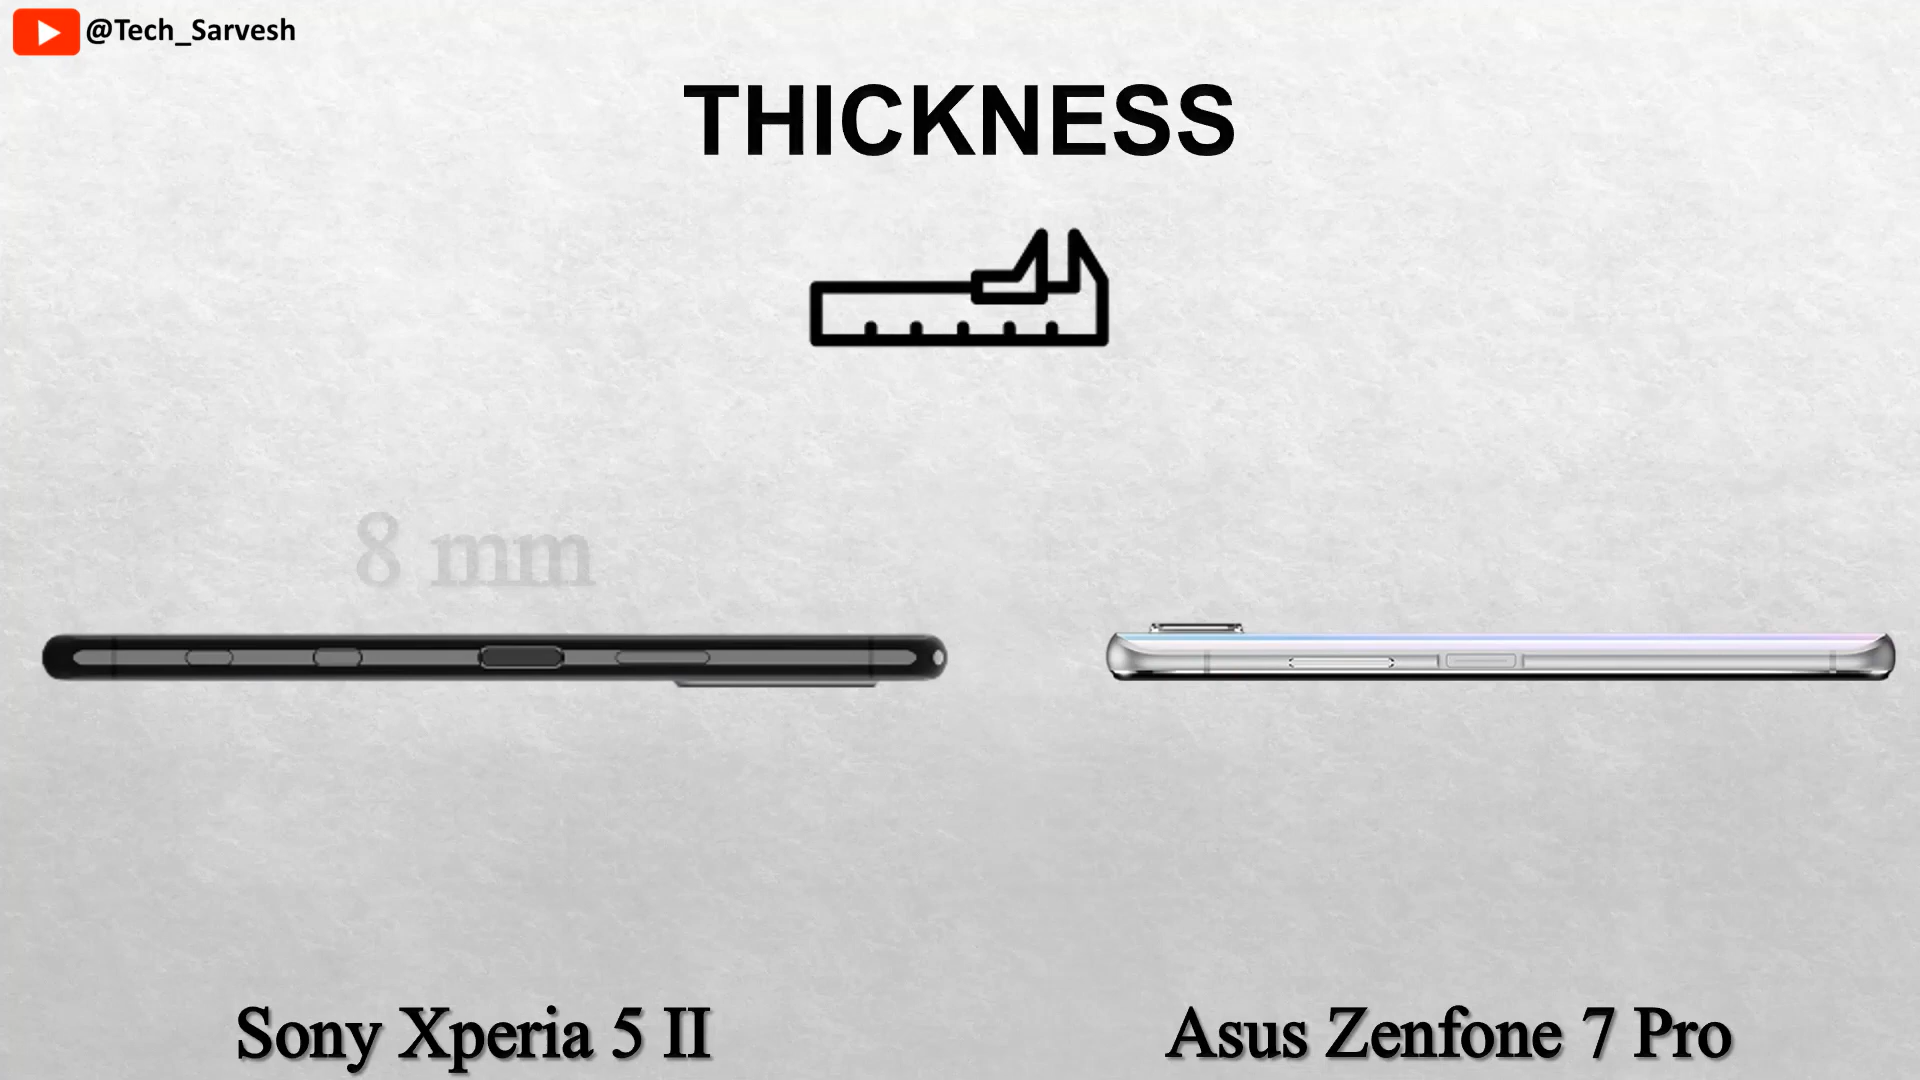 @Tech_Sarvesh
THICKNESS
8 mm
Sony Xperia 5 II
Asus Zenfone 7 Pro